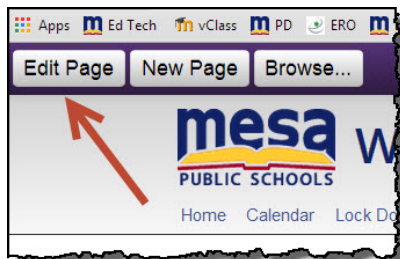 Apps Ed Tech vClass PD ERO
Edit Page New Page Browse...
mesa W
PUBLIC SCHOOLS
Home Calendar Lock Do